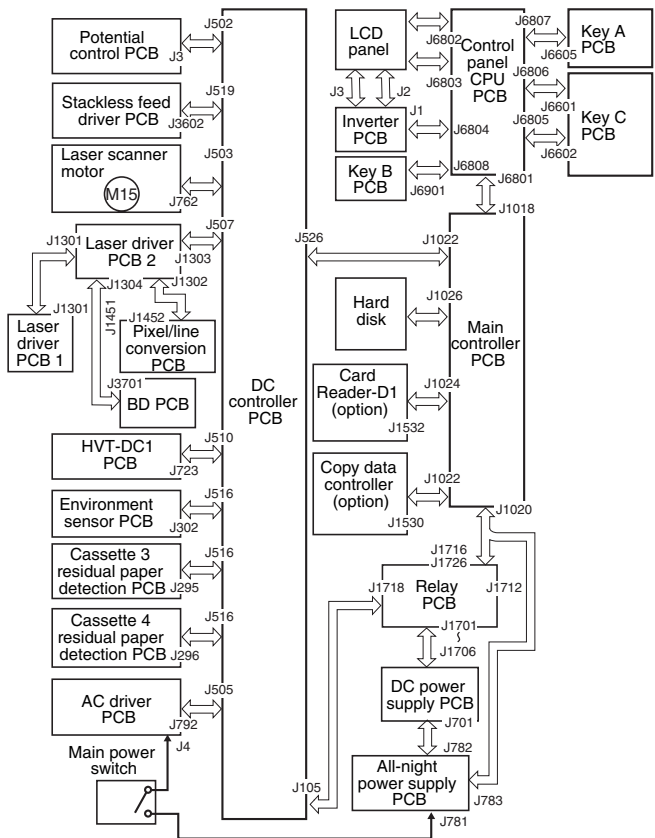 J502
Potential
control PCB
J3
J519
Stackless feed
driver PCB
J3602
J503
Laser scanner
motor
M15
J762
J507
J1301
Laser driver
PCB 2
J1303
J1304
J1302
J1301
J1451
J1452
Laser
driver
PCB 1
Pixel/line
conversion
PCB
J3701
BD PCB
J510
HVT-DC1
PCB
J723
J516
Environment
sensor PCB
J302
J516
Cassette 3
residual paper
detection PCB
J295
J516
Cassette 4
residual paper
detection PCB
J296
J505
AC driver
PCB
J792
J4
Main power
switch
DC
controller
PCB
J526
J105
LCD
panel
J6802
J6803
J3
J2
J1
Inverter
PCB
J6804
Key B
PCB
J6808
J6901
Control
panel
CPU
PCB
J6801
J6807
Key A
PCB
J6605
J6806
J6601
Key C
PCB
J6805
J6602
J1018
J1022
J1026
Hard
disk
Main
controller
PCB
J1024
Card
Reader-D1
(option)
J1532
J1022
Copy data
controller
(option)
J1530
J1020
J1716
J1726
J1718
Relay
PCB
J1712
J1701
~
J1706
DC power
supply PCB
J701
J782
All-night
power supply
PCB
J783
J781